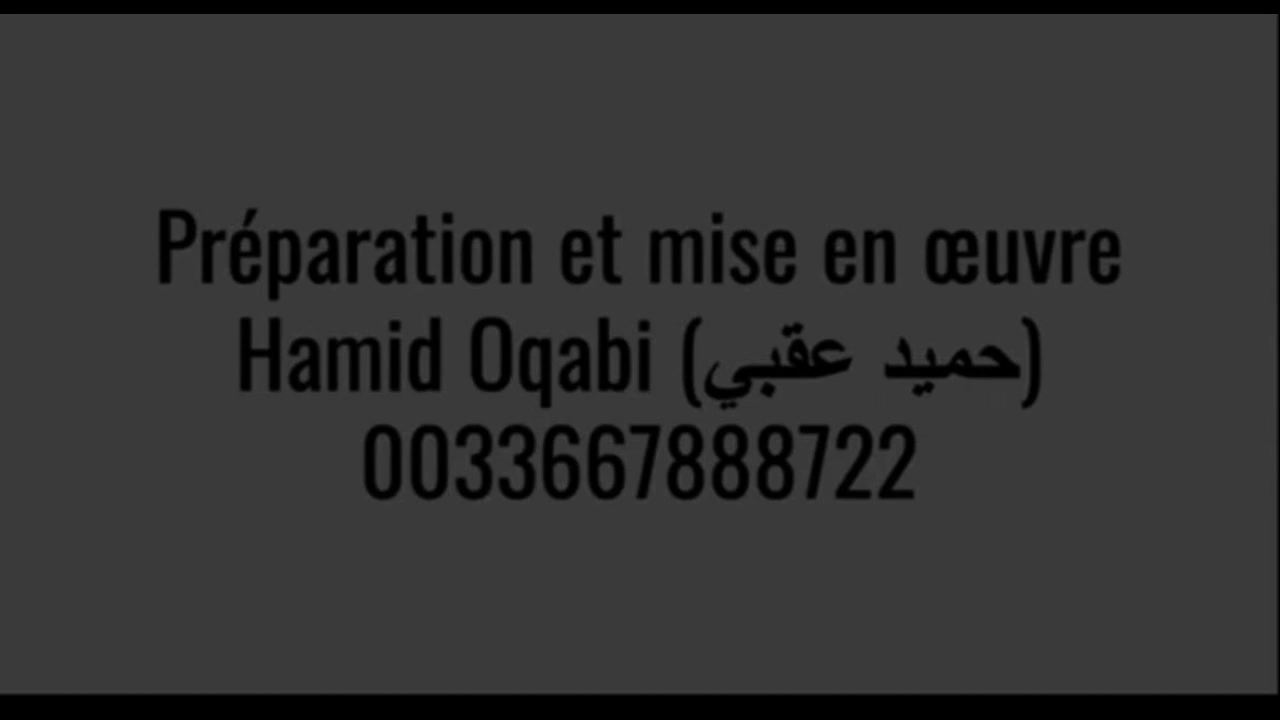 Préparation et mise en œuvre
Hamid Oqabi (حميد عقبي)
0033667888722